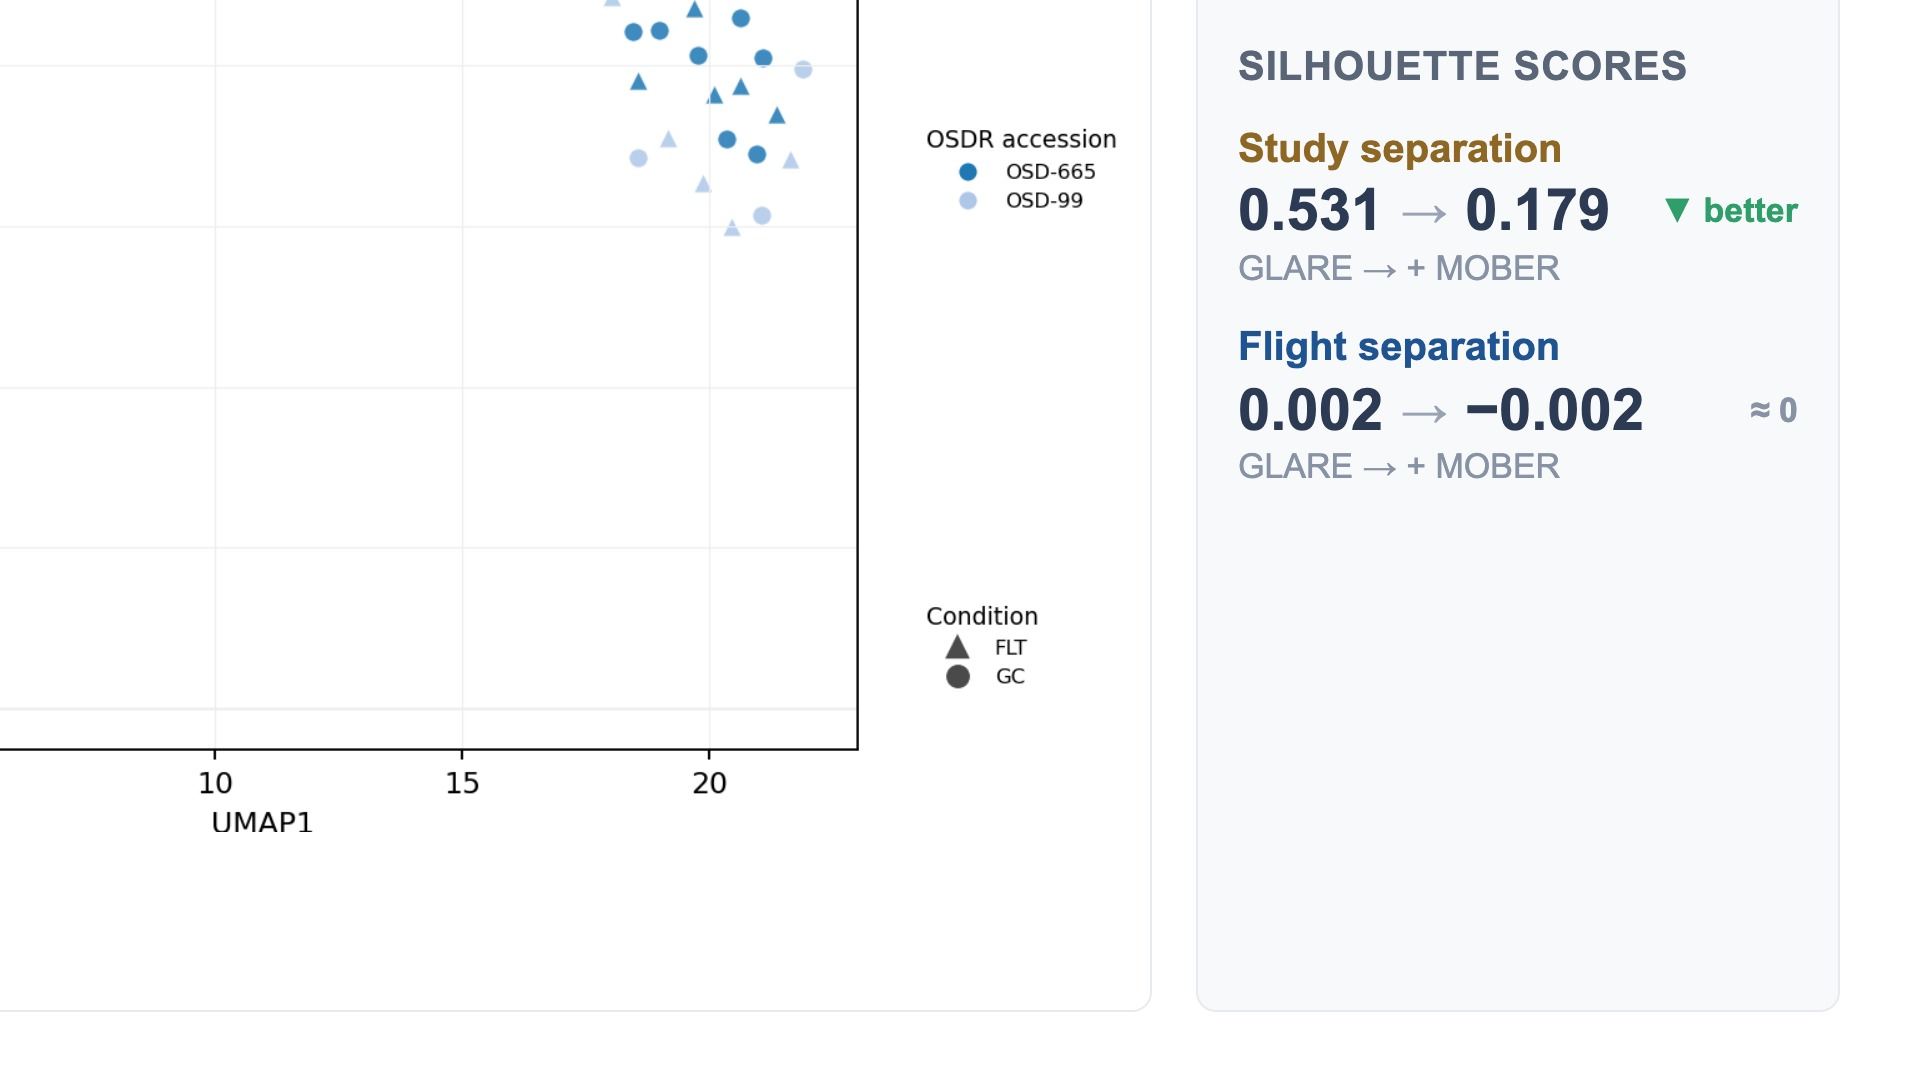 10
15
20
UMAP1
OSDR accession
OSD-665
OSD-99
Condition
FLT
GC
SILHOUETTE SCORES
Study separation
0.531 → 0.179 ▼ better
GLARE → + MOBER
Flight separation
0.002 → −0.002 ≈ 0
GLARE → + MOBER